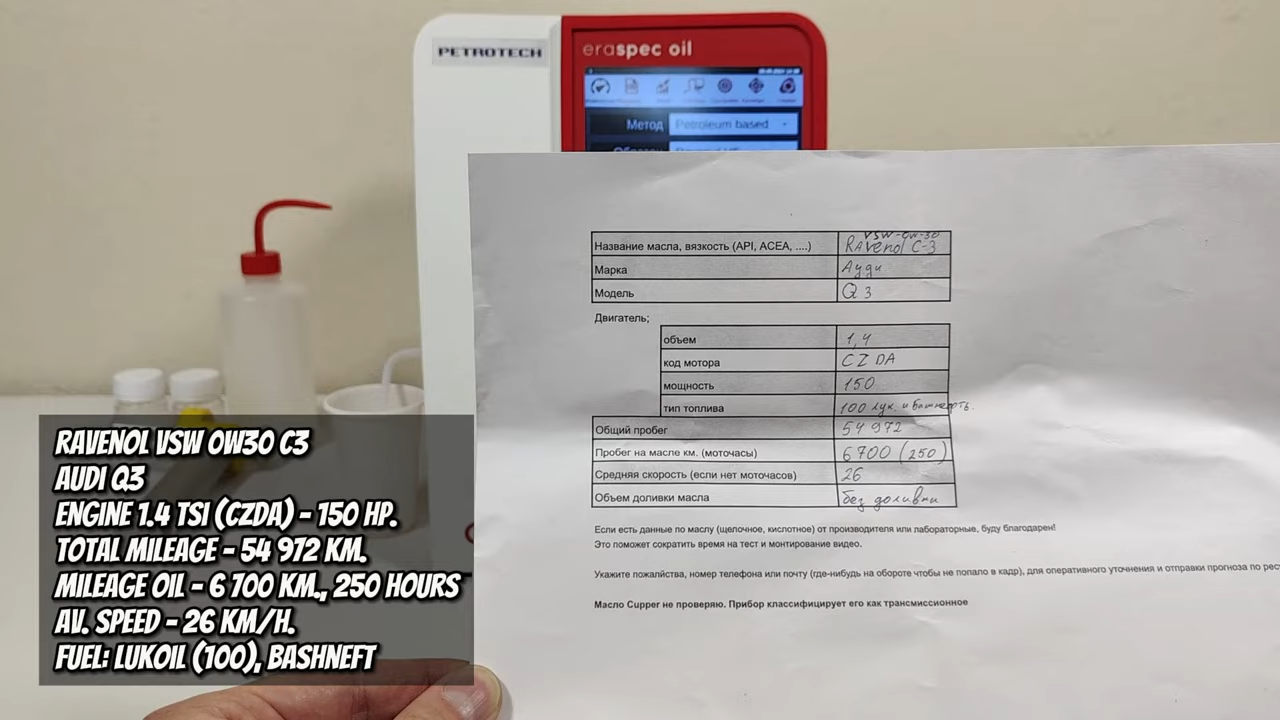 PETROTECH
eraspec oil
Метод Petroleum based
Название масла, вязкость (API, ACEA, ....) VSW-0W-30 RAVenol C-3
Марка Ауди
Модель Q 3
Двигатель;
объем 1,4
код мотора CZDA
мощность 150
тип топлива 100 лук. и башнефть.
Общий пробег 54 972
Пробег на масле км. (моточасы) 6 700 (250)
Средняя скорость (если нет моточасов) 26
Объем доливки масла без доливки
Если есть данные по маслу (щелочное, кислотное) от производителя или лабораторные, буду благодарен!
Это поможет сократить время на тест и монтирование видео.
Укажите пожалйства, номер телефона или почту (где-нибудь на обороте чтобы не попало в кадр), для оперативного уточнения и отправки прогноза по
Масло Cupper не проверяю. Прибор классифицирует его как трансмиссионное
RAVENOL VSW 0W30 C3
AUDI Q3
ENGINE 1.4 TSI (CZDA) - 150 HP.
TOTAL MILEAGE - 54 972 KM.
MILEAGE OIL - 6 700 KM., 250 HOURS
AV. SPEED - 26 KM/H.
FUEL: LUKOIL (100), BASHNEFT